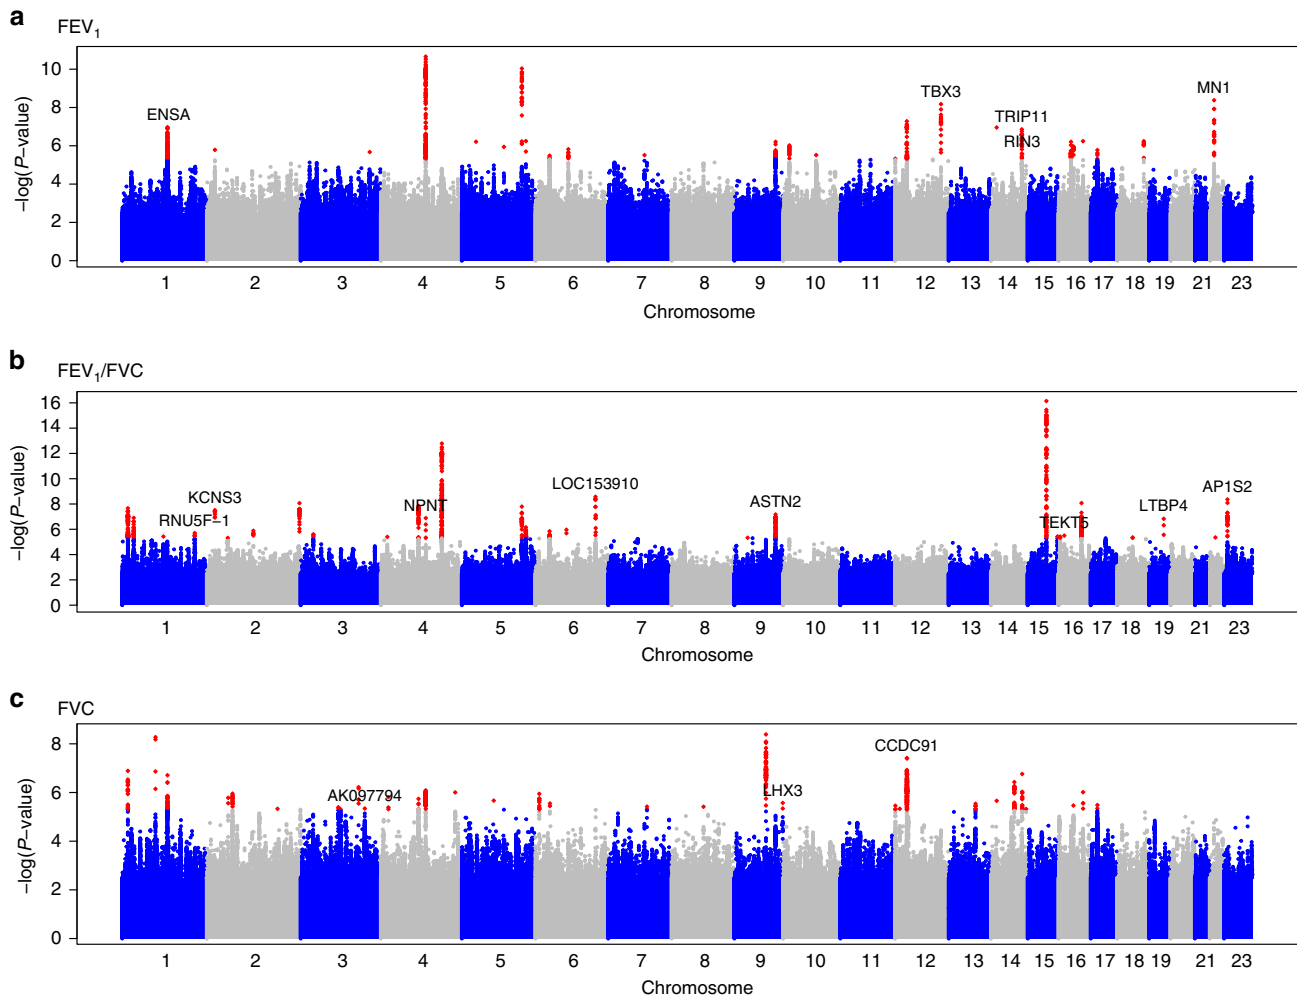 a
FEV1
−log(P−value)
10
8
6
4
2
0
ENSA
TBX3
MN1
TRIP11
RIN3
1 2 3 4 5 6 7 8 9 10 11 12 13 14 15 16 17 18 19 21 23
Chromosome
b
FEV1/FVC
−log(P−value)
16
14
12
10
8
6
4
2
0
KCNS3
RNU5F−1
NPNT
LOC153910
ASTN2
TEKT5
LTBP4
AP1S2
1 2 3 4 5 6 7 8 9 10 11 12 13 14 15 16 17 18 19 21 23
Chromosome
c
FVC
−log(P−value)
8
6
4
2
0
AK097794
LHX3
CCDC91
1 2 3 4 5 6 7 8 9 10 11 12 13 14 15 16 17 18 19 21 23
Chromosome